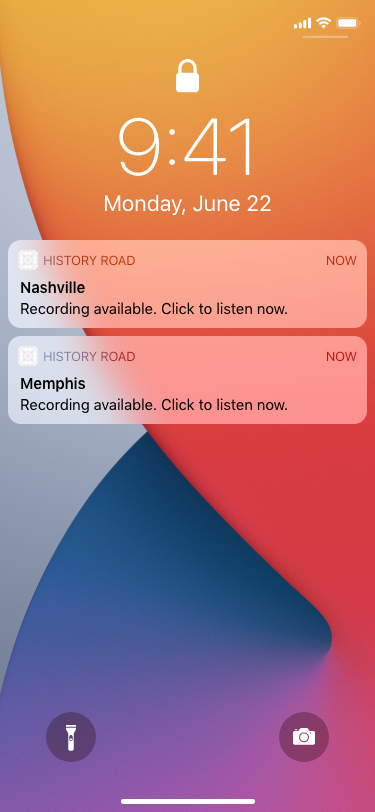 9:41
Monday, June 22
HISTORY ROAD NOW
Nashville
Recording available. Click to listen now.
HISTORY ROAD NOW
Memphis
Recording available. Click to listen now.